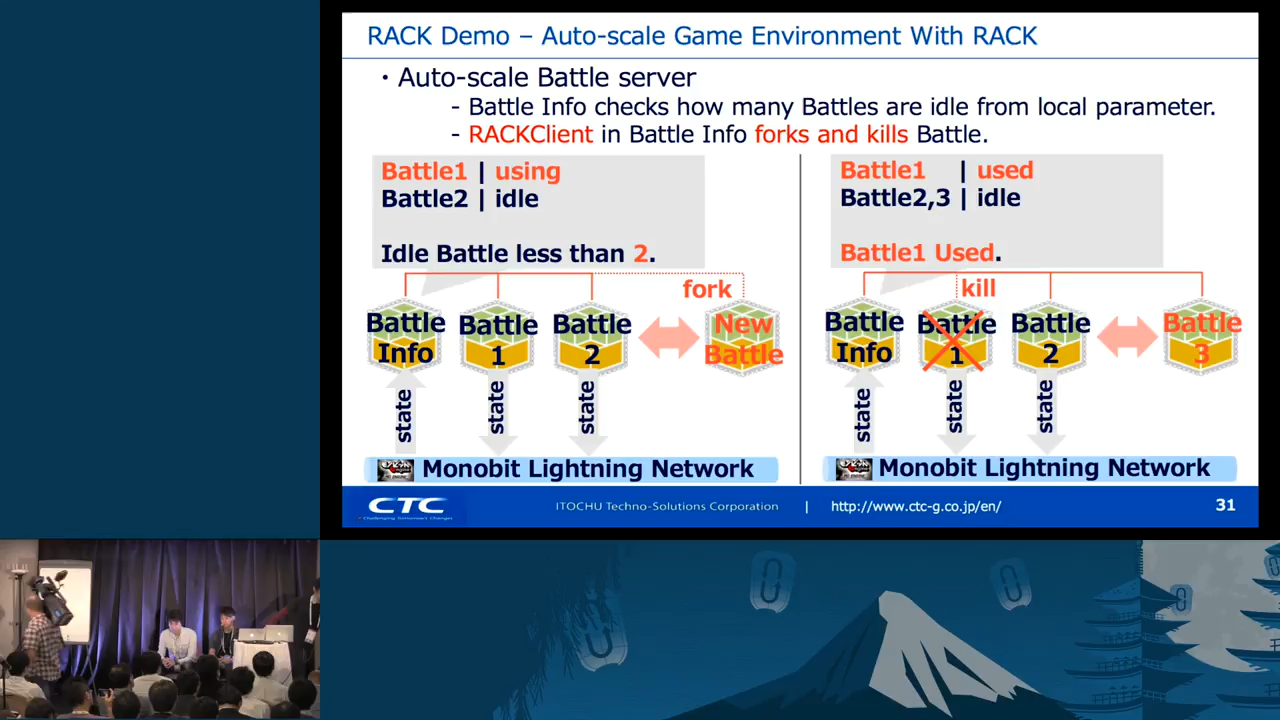 RACK Demo – Auto-scale Game Environment With RACK
・Auto-scale Battle server
- Battle Info checks how many Battles are idle from local parameter.
- RACKClient in Battle Info forks and kills Battle.
Battle1 | using
Battle2 | idle
Idle Battle less than 2.
fork
Battle Info
Battle 1
Battle 2
New Battle
state
state
state
Monobit Lightning Network
Battle1 | used
Battle2,3 | idle
Battle1 Used.
kill
Battle Info
Battle 1
Battle 2
Battle 3
state
state
state
Monobit Lightning Network
CTC
Challenging Tomorrow's Changes
ITOCHU Techno-Solutions Corporation | http://www.ctc-g.co.jp/en/
31